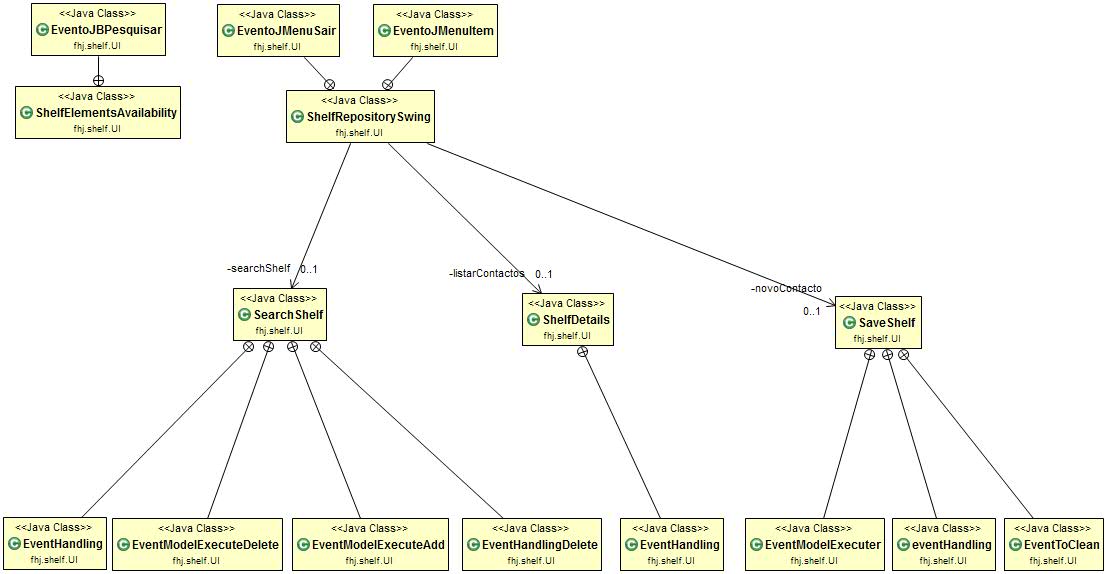 <<Java Class>>
EventoJBPesquisar
fhj.shelf.UI
<<Java Class>>
EventoJMenuSair
fhj.shelf.UI
<<Java Class>>
EventoJMenuItem
fhj.shelf.UI
<<Java Class>>
ShelfElementsAvailability
fhj.shelf.UI
<<Java Class>>
ShelfRepositorySwing
fhj.shelf.UI
-searchShelf 0..1
-listarContactos 0..1
-novoContacto
0..1
<<Java Class>>
SearchShelf
fhj.shelf.UI
<<Java Class>>
ShelfDetails
fhj.shelf.UI
<<Java Class>>
SaveShelf
fhj.shelf.UI
<<Java Class>>
EventHandling
fhj.shelf.UI
<<Java Class>>
EventModelExecuteDelete
fhj.shelf.UI
<<Java Class>>
EventModelExecuteAdd
fhj.shelf.UI
<<Java Class>>
EventHandlingDelete
fhj.shelf.UI
<<Java Class>>
EventHandling
fhj.shelf.UI
<<Java Class>>
EventModelExecuter
fhj.shelf.UI
<<Java Class>>
eventHandling
fhj.shelf.UI
<<Java Class>>
EventToClean
fhj.shelf.UI